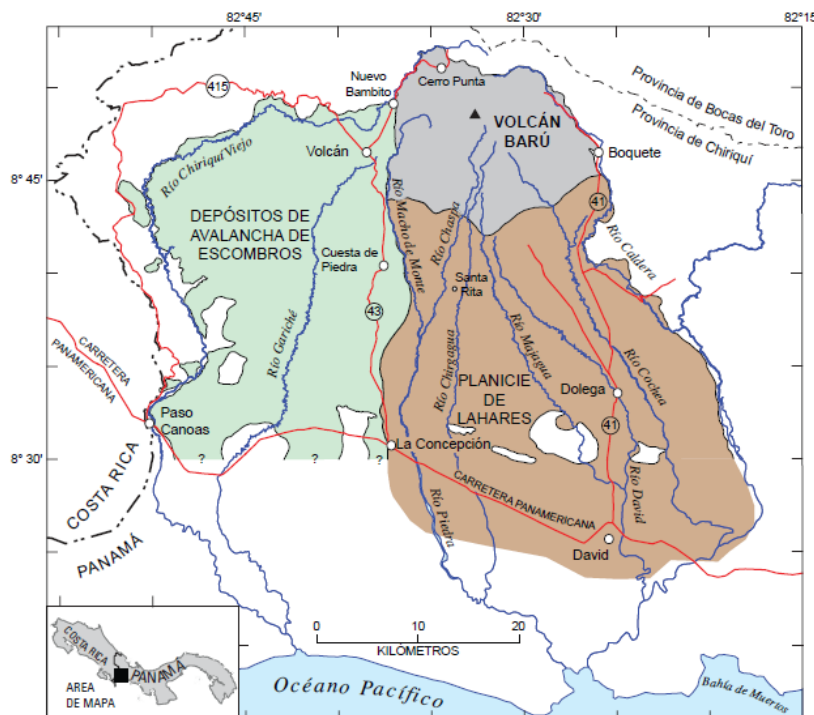 82°45'
82°30'
82°15'
415
Nuevo
Bambito
Cerro Punta
Provincia de Bocas del Toro
Provincia de Chiriquí
VOLCÁN
BARÚ
Volcán
Boquete
Río Chiriquí Viejo
8°45'
41
DEPÓSITOS DE
AVALANCHA DE
ESCOMBROS
Río Macho de Monte
Río Chaspa
Río Caldera
Cuesta de
Piedra
Santa
Rita
43
Río Gariché
Río Chirgagua
Río Majagua
Río Cochea
CARRETERA
PANAMERICANA
PLANICIE
DE
LAHARES
Dolega
Paso
Canoas
41
La Concepción
8°30'
?
?
?
COSTA RICA
PANAMÁ
Río Piedra
CARRETERA PANAMERICANA
Río David
David
0
10
20
KILÓMETROS
COSTA RICA
PANAMÁ
AREA
DE MAPA
Océano Pacífico
Bahía de Muertos